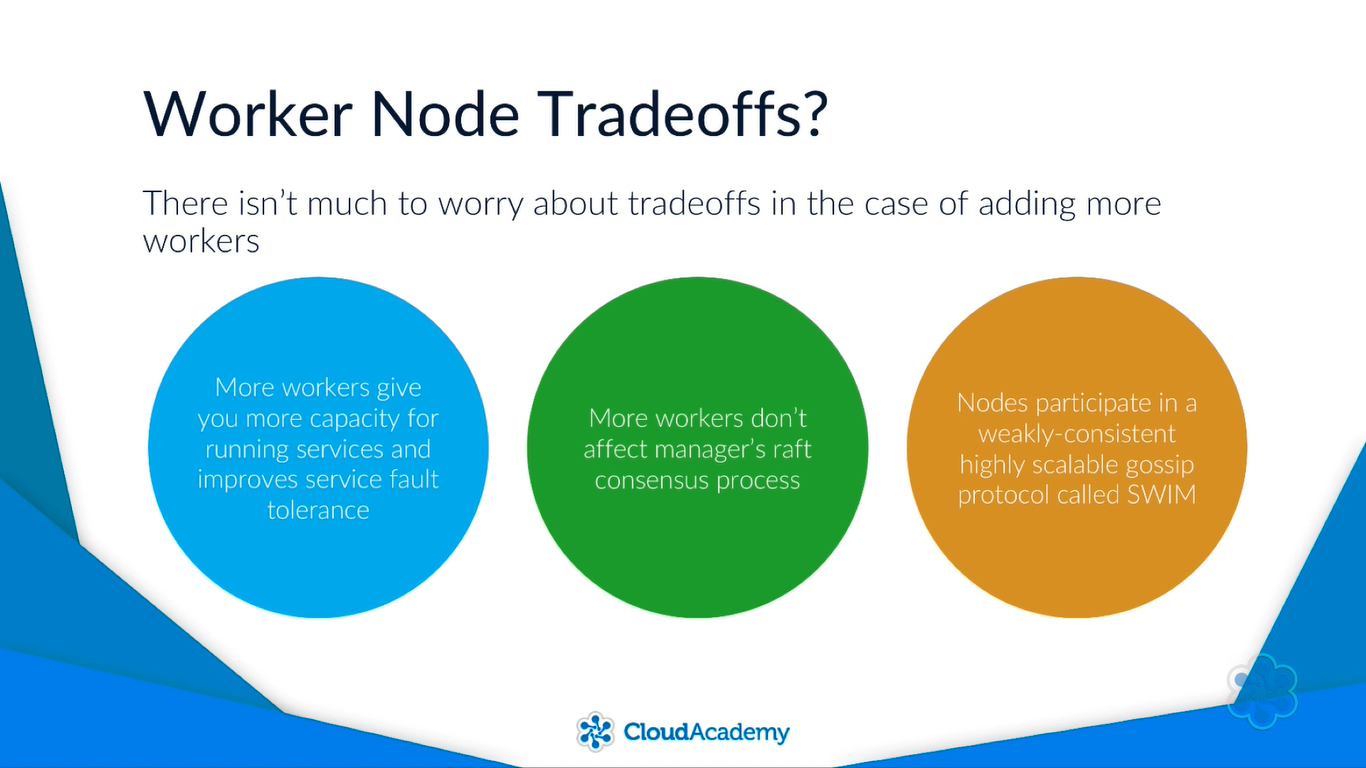 Worker Node Tradeoffs?
There isn’t much to worry about tradeoffs in the case of adding more
workers
More workers give
you more capacity for
running services and
improves service fault
tolerance
More workers don’t
affect manager’s raft
consensus process
Nodes participate in a
weakly-consistent
highly scalable gossip
protocol called SWIM
CloudAcademy